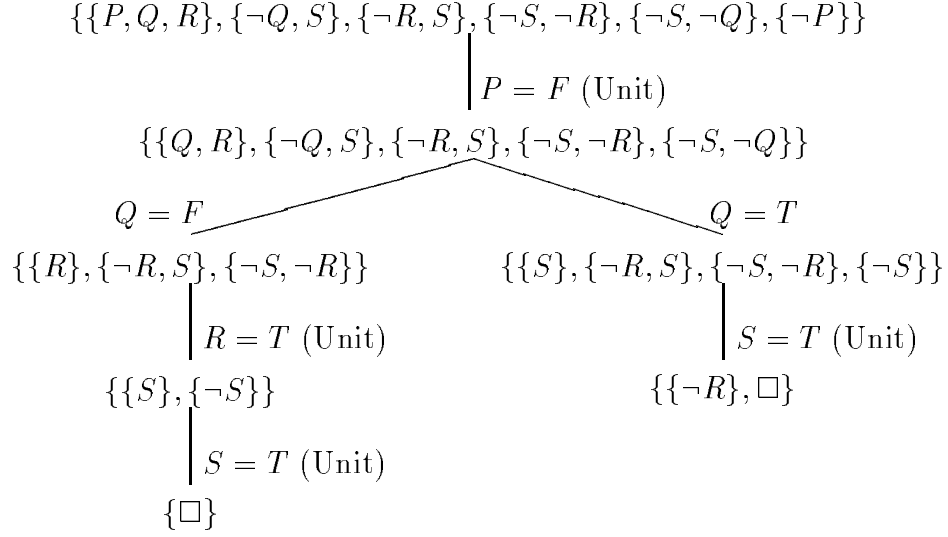 {{P, Q, R}, {¬Q, S}, {¬R, S}, {¬S, ¬R}, {¬S, ¬Q}, {¬P}}
P = F (Unit)
{{Q, R}, {¬Q, S}, {¬R, S}, {¬S, ¬R}, {¬S, ¬Q}}
Q = F
Q = T
{{R}, {¬R, S}, {¬S, ¬R}}
{{S}, {¬R, S}, {¬S, ¬R}, {¬S}}
R = T (Unit)
S = T (Unit)
{{S}, {¬S}}
{{¬R}, □}
S = T (Unit)
{□}